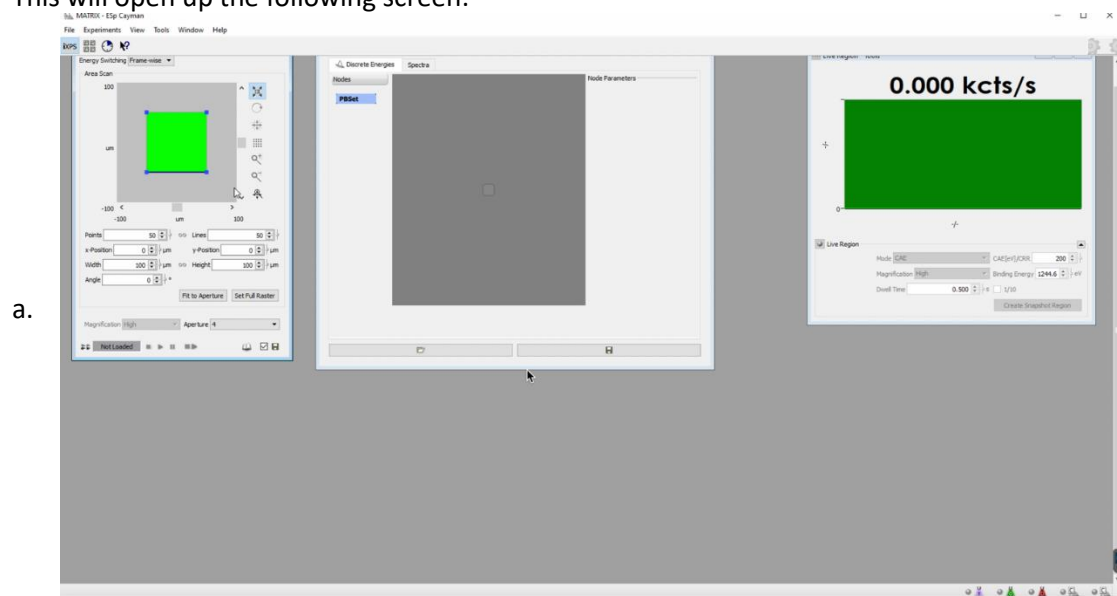 This will open up the following screen:
MATRIX - ESp Cayman
File Experiments View Tools Window Help
iXPS
Energy Switching Frame-wise
Area Scan
100
um
-100
-100 um 100
Points 50 Lines 50
x-Position 0 µm y-Position 0 µm
Width 100 µm Height 100 µm
Angle 0 °
Fit to Aperture Set Full Raster
Magnification High Aperture 4
Not Loaded
Discrete Energies Spectra
Nodes
PBSet
Node Parameters
Live Region
0.000 kcts/s
0
Live Region
Mode CAE CAE[eV]/CRR 200
Magnification High Binding Energy 1244.6 eV
Dwell Time 0.500 s 1/10
Create Snapshot Region
a.